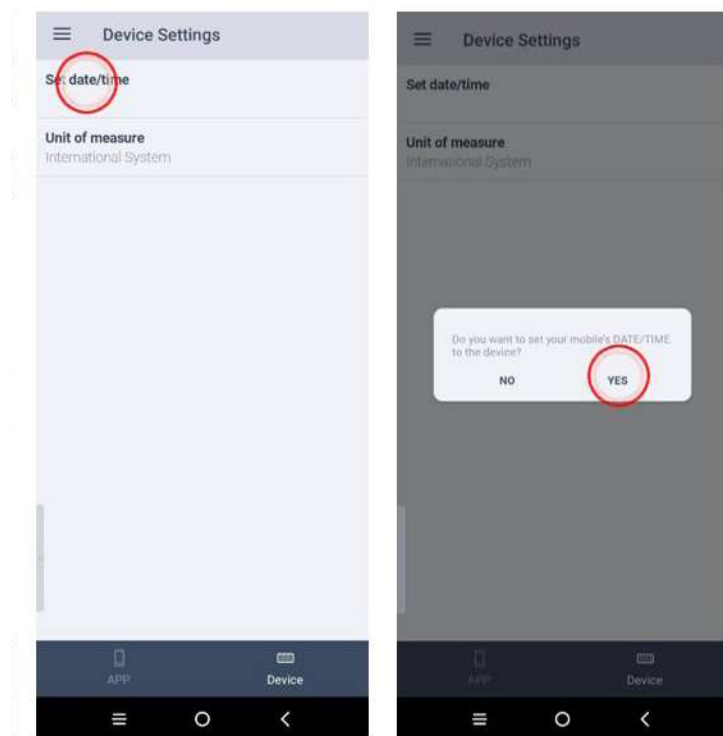 Device Settings
Set date/time
Unit of measure
International System
APP
Device
Device Settings
Set date/time
Unit of measure
International System
Do you want to set your mobile's DATE/TIME
to the device?
NO
YES
APP
Device